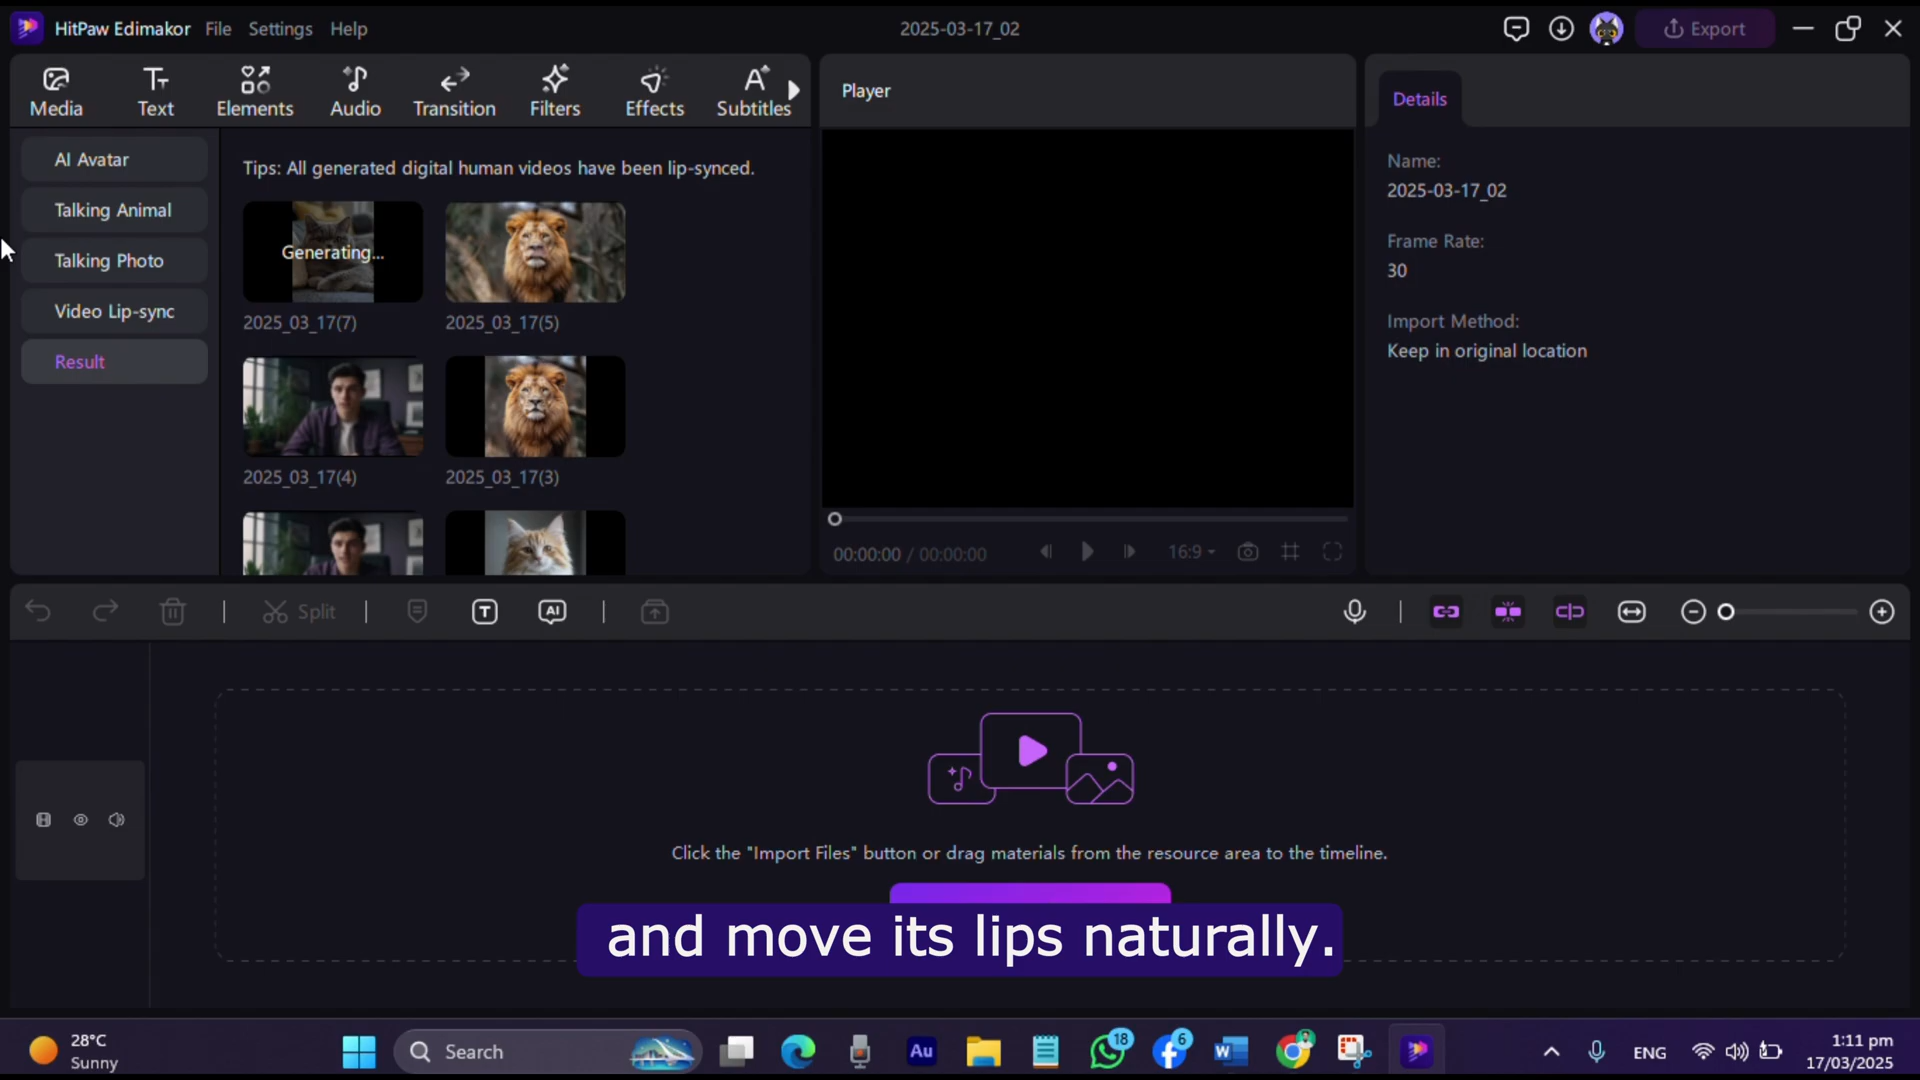 HitPaw Edimakor File Settings Help 2025-03-17_02 Export
Media Text Elements Audio Transition Filters Effects Subtitles
Player
Details
AI Avatar
Talking Animal
Talking Photo
Video Lip-sync
Result
Tips: All generated digital human videos have been lip-synced.
Generating...
2025_03_17(7) 2025_03_17(5)
2025_03_17(4) 2025_03_17(3)
00:00:00 / 00:00:00 16:9
Name:
2025-03-17_02
Frame Rate:
30
Import Method:
Keep in original location
Split T AI
Click the "Import Files" button or drag materials from the resource area to the timeline.
and move its lips naturally.
28°C
Sunny
Search
Au
18
6
W
ENG
1:11 pm
17/03/2025